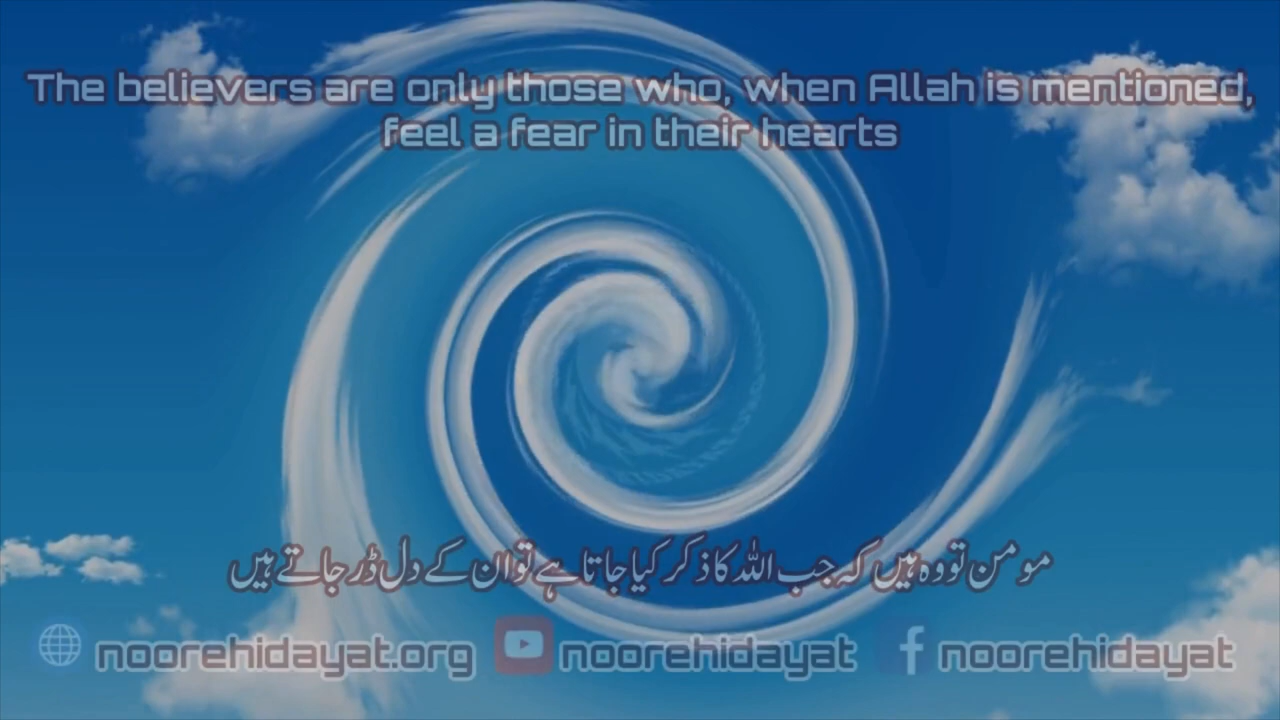 The believers are only those who, when Allah is mentioned,
feel a fear in their hearts
مومن تو وہ ہیں کہ جب اللہ کا ذکر کیا جاتا ہے تو ان کے دل ڈر جاتے ہیں
noorehidayat.org noorehidayat noorehidayat